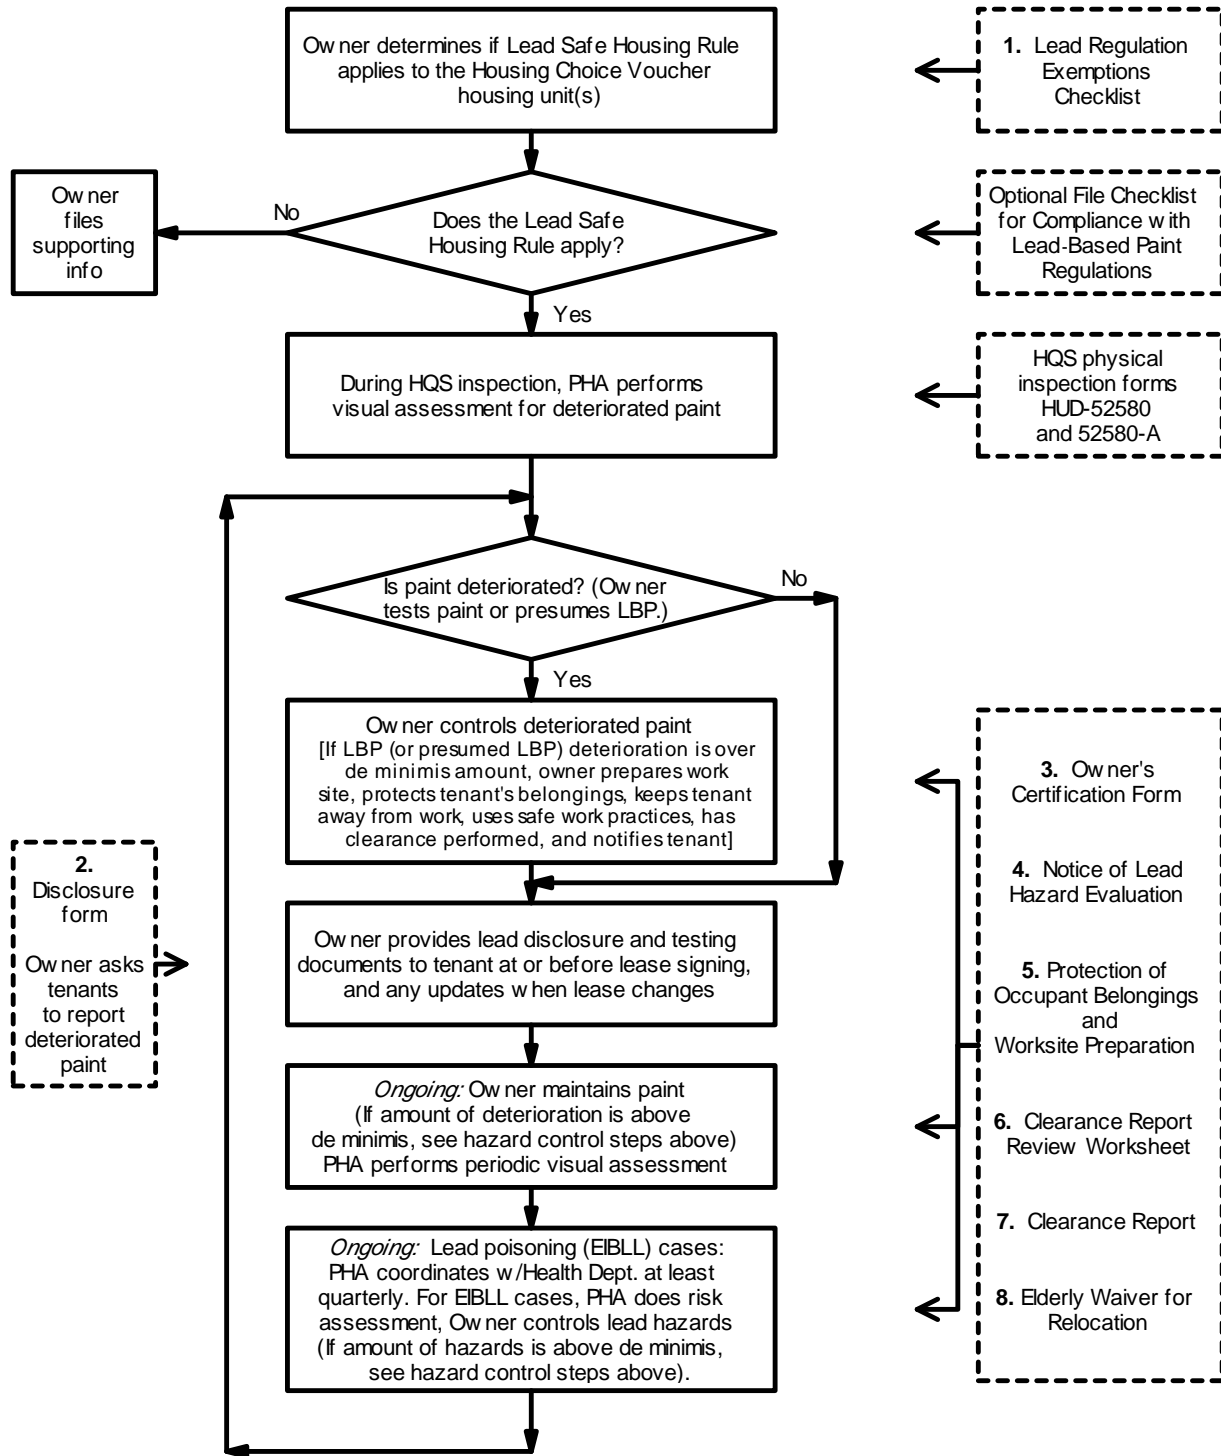 Owner determines if Lead Safe Housing Rule
applies to the Housing Choice Voucher
housing unit(s)
1. Lead Regulation
Exemptions
Checklist
Owner
files
supporting
info
No
Does the Lead Safe
Housing Rule apply?
Optional File Checklist
for Compliance with
Lead-Based Paint
Regulations
Yes
During HQS inspection, PHA performs
visual assessment for deteriorated paint
HQS physical
inspection forms
HUD-52580
and 52580-A
Is paint deteriorated? (Owner
tests paint or presumes LBP.)
No
Yes
Owner controls deteriorated paint
[If LBP (or presumed LBP) deterioration is over
de minimis amount, owner prepares work
site, protects tenant's belongings, keeps tenant
away from work, uses safe work practices, has
clearance performed, and notifies tenant]
2.
Disclosure
form
Owner asks
tenants
to report
deteriorated
paint
Owner provides lead disclosure and testing
documents to tenant at or before lease signing,
and any updates when lease changes
Ongoing: Owner maintains paint
(If amount of deterioration is above
de minimis, see hazard control steps above)
PHA performs periodic visual assessment
Ongoing: Lead poisoning (EIBLL) cases:
PHA coordinates w/Health Dept. at least
quarterly. For EIBLL cases, PHA does risk
assessment, Owner controls lead hazards
(If amount of hazards is above de minimis,
see hazard control steps above).
3. Owner's
Certification Form
4. Notice of Lead
Hazard Evaluation
5. Protection of
Occupant Belongings
and
Worksite Preparation
6. Clearance Report
Review Worksheet
7. Clearance Report
8. Elderly Waiver for
Relocation